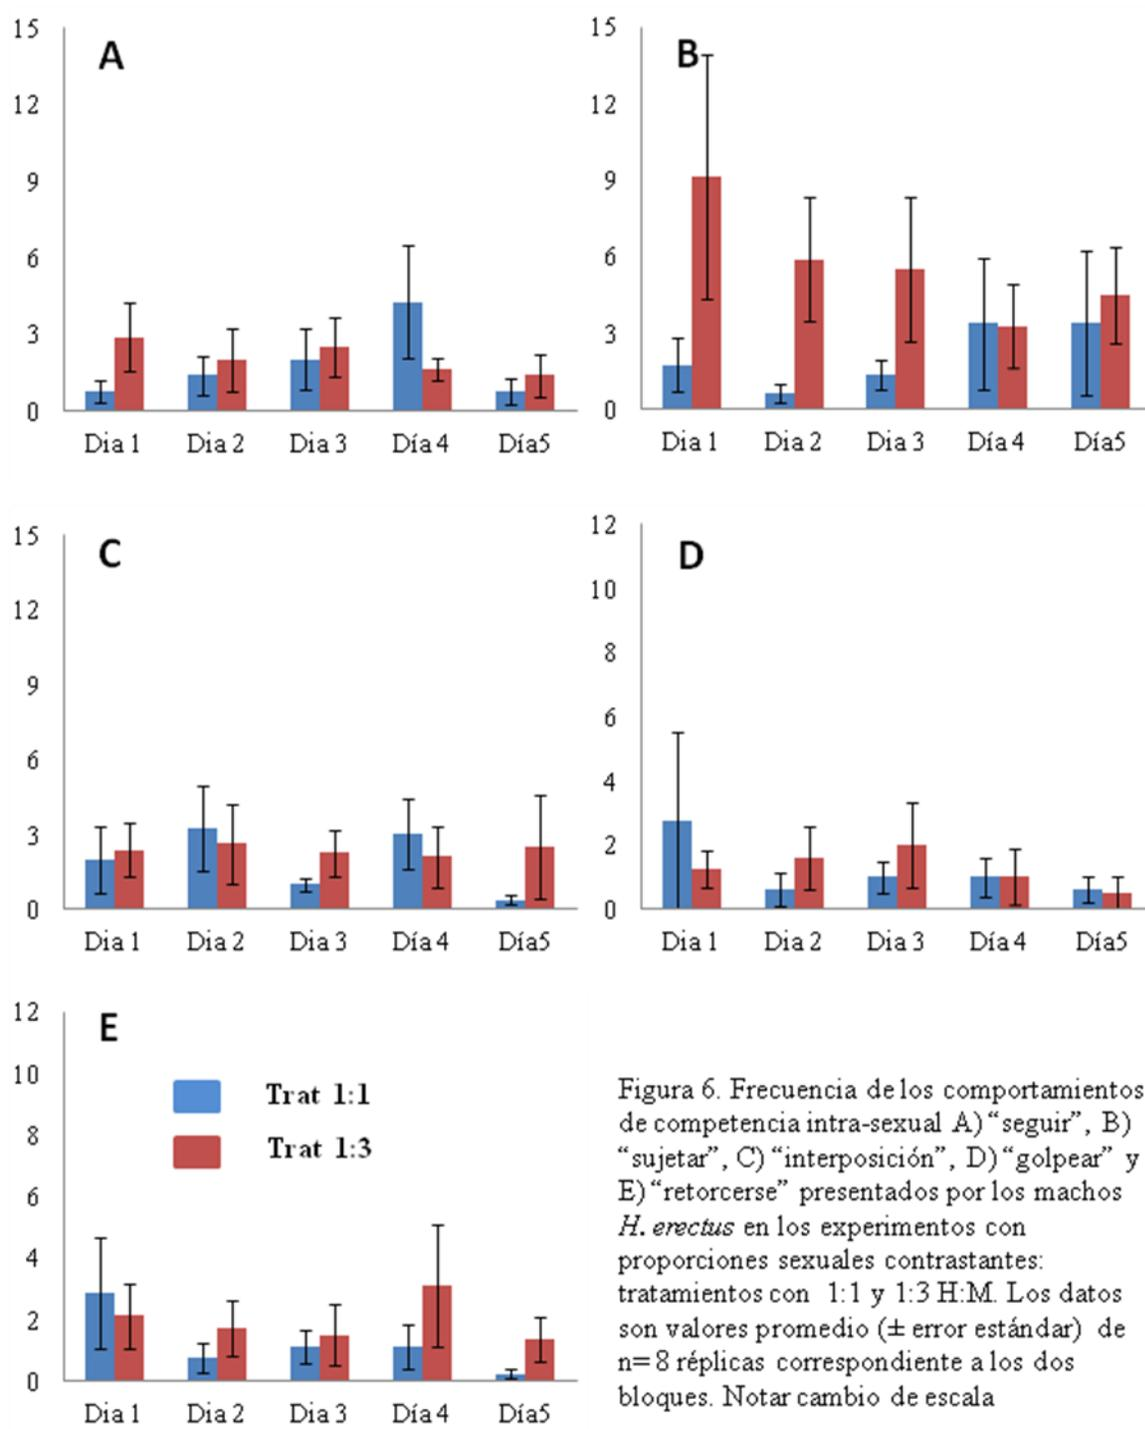 A
15
12
9
6
3
0
Dia 1 Dia 2 Dia 3 Día 4 Día5
B
15
12
9
6
3
0
Dia 1 Dia 2 Dia 3 Día 4 Día5
C
15
12
9
6
3
0
Dia 1 Dia 2 Dia 3 Día 4 Día5
D
12
10
8
6
4
2
0
Dia 1 Dia 2 Dia 3 Día 4 Día5
E
12
10
8
6
4
2
0
Trat 1:1
Trat 1:3
Dia 1 Dia 2 Dia 3 Día 4 Día5
Figura 6. Frecuencia de los comportamientos
de competencia intra-sexual A) “seguir”, B)
“sujetar”, C) “interposición”, D) “golpear” y
E) “retorcerse” presentados por los machos
H. erectus en los experimentos con
proporciones sexuales contrastantes:
tratamientos con 1:1 y 1:3 H:M. Los datos
son valores promedio (± error estándar) de
n= 8 réplicas correspondiente a los dos
bloques. Notar cambio de escala